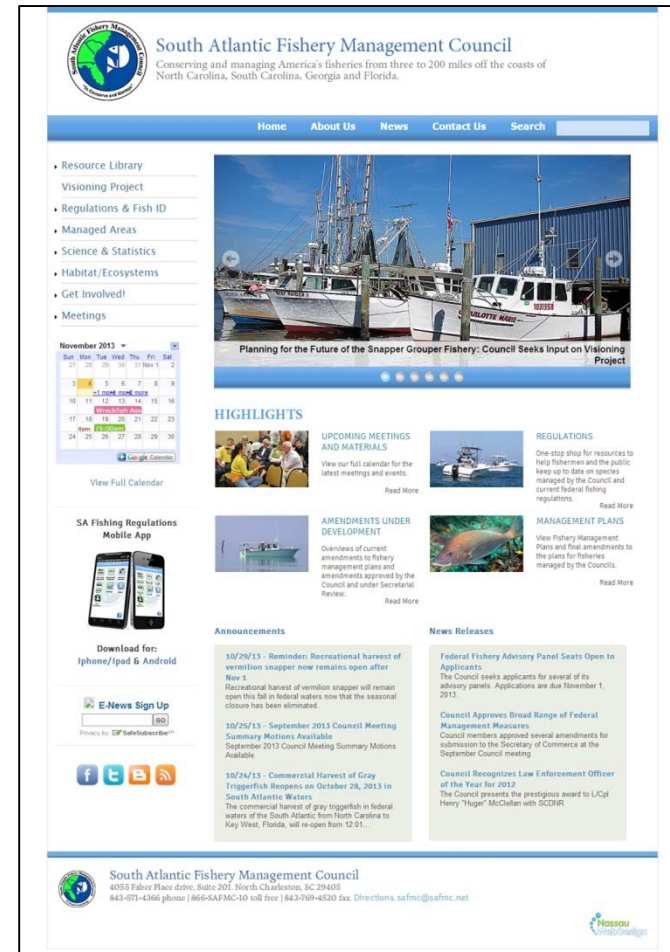 South Atlantic Fishery Management Council
Conserving and managing America's fisheries from three to 200 miles off the coasts of
North Carolina, South Carolina, Georgia and Florida.
Home About Us News Contact Us Search
Resource Library
Visioning Project
Regulations & Fish ID
Managed Areas
Science & Statistics
Habitat/Ecosystems
Get Involved!
Meetings
CHARLOTTE MARIE
Planning for the Future of the Snapper Grouper Fishery: Council Seeks Input on Visioning
Project
November 2013
Sun Mon Tue Wed Thu Fri Sat
27 28 29 30 31 Nov 1 2
3 4 5 6 7 8 9
10 11 12 13 14 15 16
17 18 19 20 21 22 23
24 25 26 27 28 29 30
Google Calendar
View Full Calendar
SA Fishing Regulations
Mobile App
Download for:
Iphone/Ipad & Android
E-News Sign Up
GO
Privacy by SafeSubscribe
HIGHLIGHTS
UPCOMING MEETINGS
AND MATERIALS
View our full calendar for the
latest meetings and events.
Read More
REGULATIONS
One-stop shop for resources to
help fishermen and the public
keep up to date on species
managed by the Council and
current federal fishing
regulations.
Read More
AMENDMENTS UNDER
DEVELOPMENT
Overviews of current
amendments to fishery
management plans and
amendments approved by the
Council and under Secretarial
Review.
Read More
MANAGEMENT PLANS
View Fishery Management
Plans and final amendments to
the plans for fisheries
managed by the Councils.
Read More
Announcements
10/29/13 - Reminder: Recreational harvest of
vermilion snapper now remains open after
Nov 1
Recreational harvest of vermilion snapper will remain
open this fall in federal waters now that the seasonal
closure has been eliminated.
10/25/13 - September 2013 Council Meeting
Summary Motions Available
September 2013 Council Meeting Summary Motions
Available
10/24/13 - Commercial Harvest of Gray
Triggerfish Reopens on October 28, 2013 in
South Atlantic Waters
The commercial harvest of gray triggerfish in federal
waters of the South Atlantic from North Carolina to
Key West, Florida, will re-open from 12:01...
News Releases
Federal Fishery Advisory Panel Seats Open to
Applicants
The Council seeks applicants for several of its
advisory panels. Applications are due November 1,
2013.
Council Approves Broad Range of Federal
Management Measures
Council members approved several amendments for
submission to the Secretary of Commerce at the
September Council meeting
Council Recognizes Law Enforcement Officer
of the Year for 2012
The Council presents the prestigious award to L/Cpl
Henry "Huger" McClellan with SCDNR
South Atlantic Fishery Management Council
4055 Faber Place drive, Suite 201. North Charleston, SC 29405
843-571-4366 phone | 866-SAFMC-10 toll free | 843-769-4520 fax. Directions, safmc@safmc.net
Nassau
WebDesign